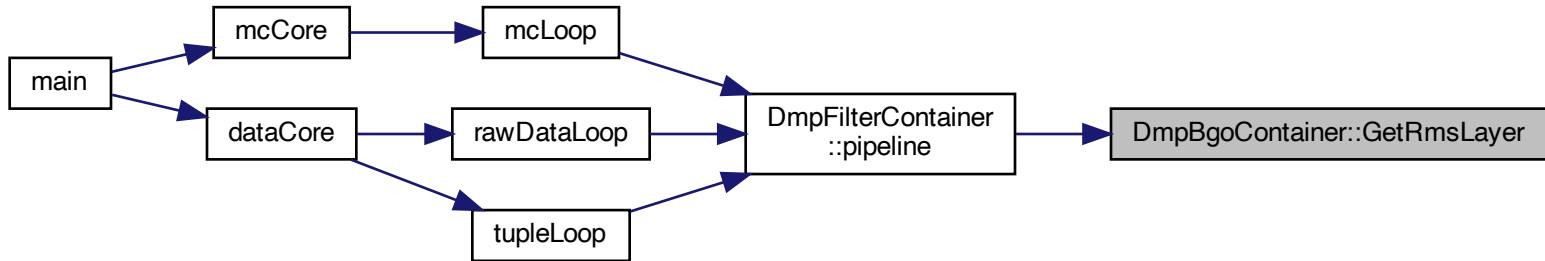 main
mcCore
mcLoop
dataCore
rawDataLoop
tupleLoop
DmpFilterContainer
::pipeline
DmpBgoContainer::GetRmsLayer